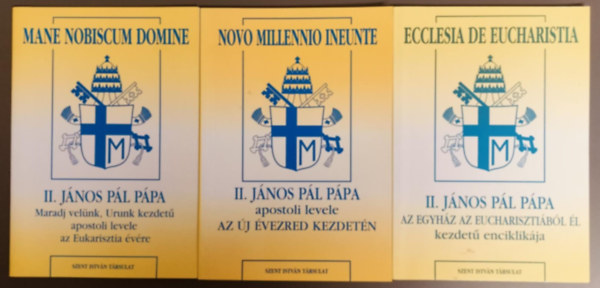 MANE NOBISCUM DOMINE
M
II. JÁNOS PÁL PÁPA
Maradj velünk, Urunk kezdetű
apostoli levele
az Eukarisztia évére
SZENT ISTVÁN TÁRSULAT
NOVO MILLENNIO INEUNTE
M
II. JÁNOS PÁL PÁPA
apostoli levele
AZ ÚJ ÉVEZRED KEZDETÉN
SZENT ISTVÁN TÁRSULAT
ECCLESIA DE EUCHARISTIA
M
II. JÁNOS PÁL PÁPA
AZ EGYHÁZ AZ EUCHARISZTIÁBÓL ÉL
kezdetű enciklikája
SZENT ISTVÁN TÁRSULAT